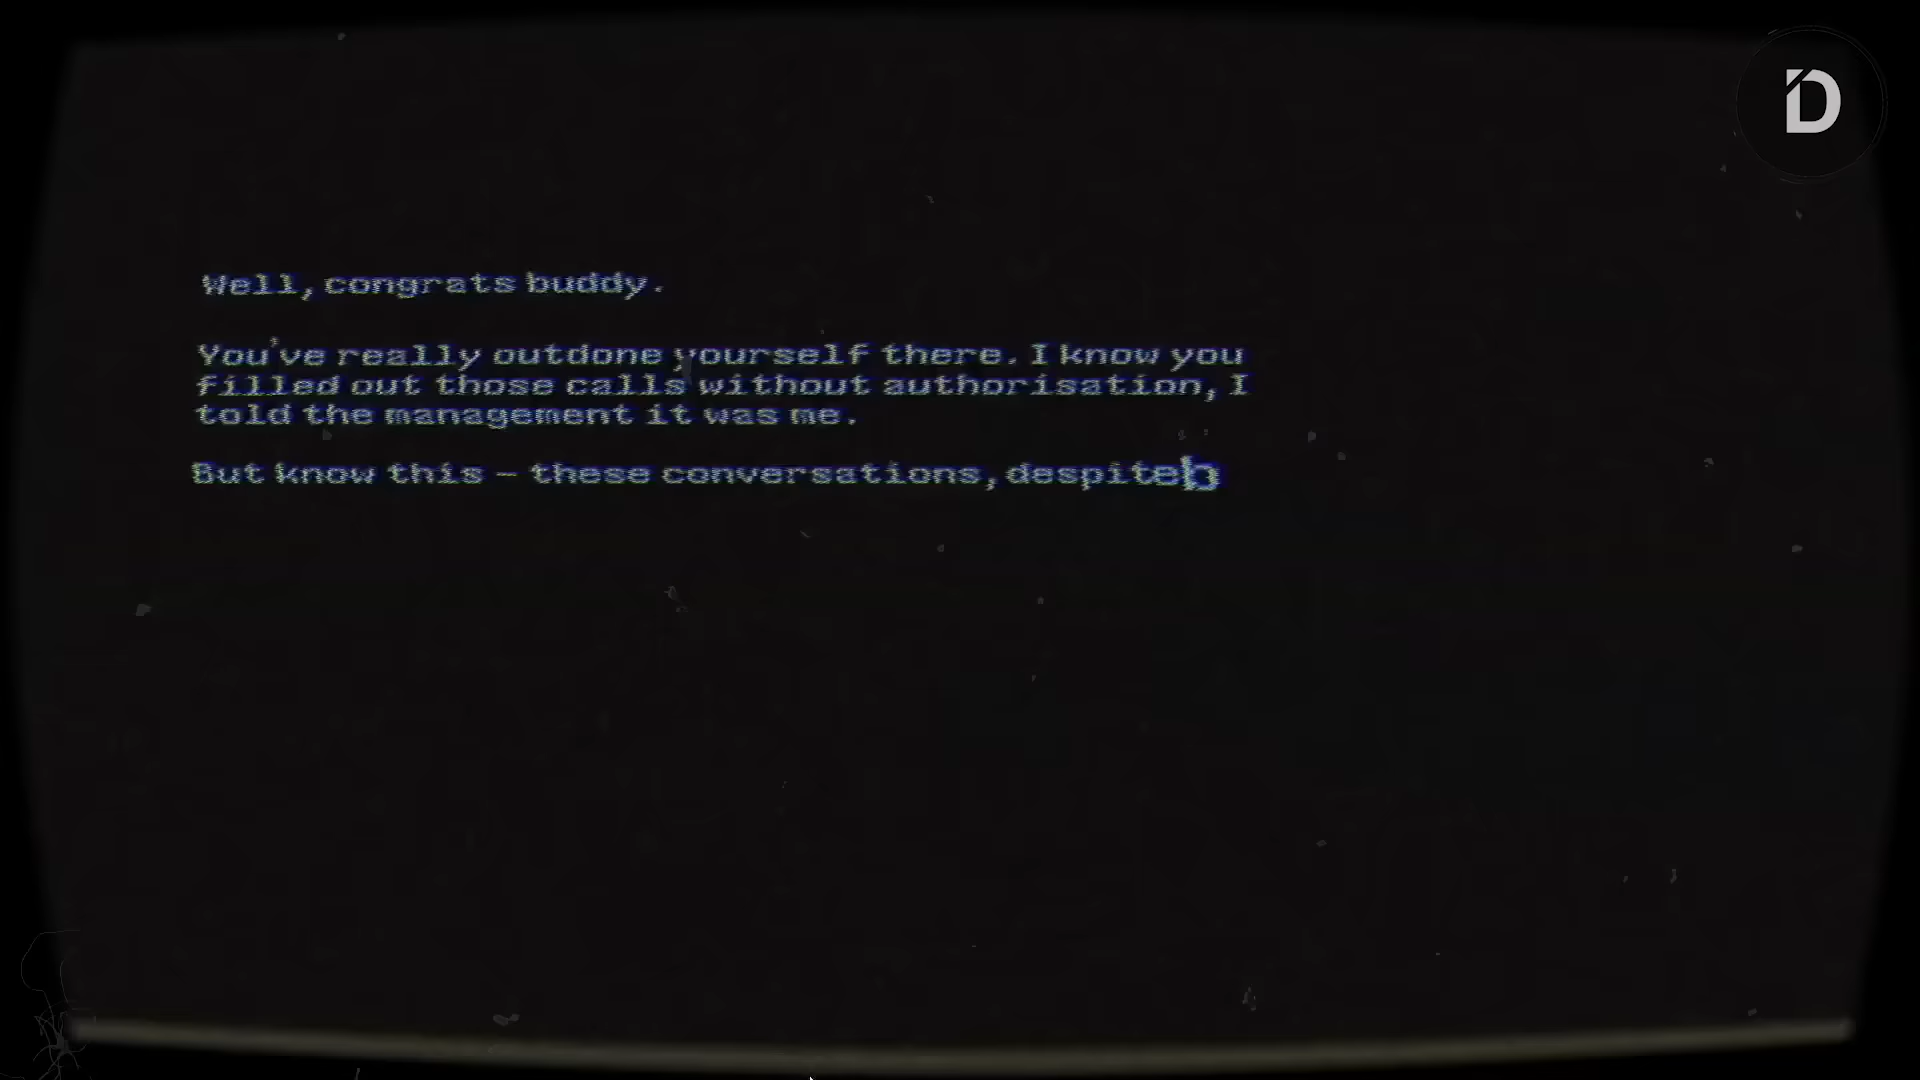 D
Well, congrats buddy.
You've really outdone yourself there. I know you
filled out those calls without authorisation, I
told the management it was me.
But know this - these conversations, despite